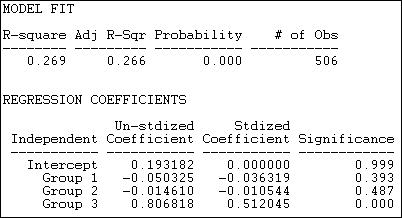 MODEL FIT
R-square Adj R-Sqr Probability # of Obs
-------- --------- ----------- -----------
0.269 0.266 0.000 506
REGRESSION COEFFICIENTS
Un-stdized Stdized
Independent Coefficient Coefficient Significance
----------- ----------- ----------- ------------
Intercept 0.193182 0.000000 0.999
Group 1 -0.050325 -0.036319 0.393
Group 2 -0.014610 -0.010544 0.487
Group 3 0.806818 0.512045 0.000